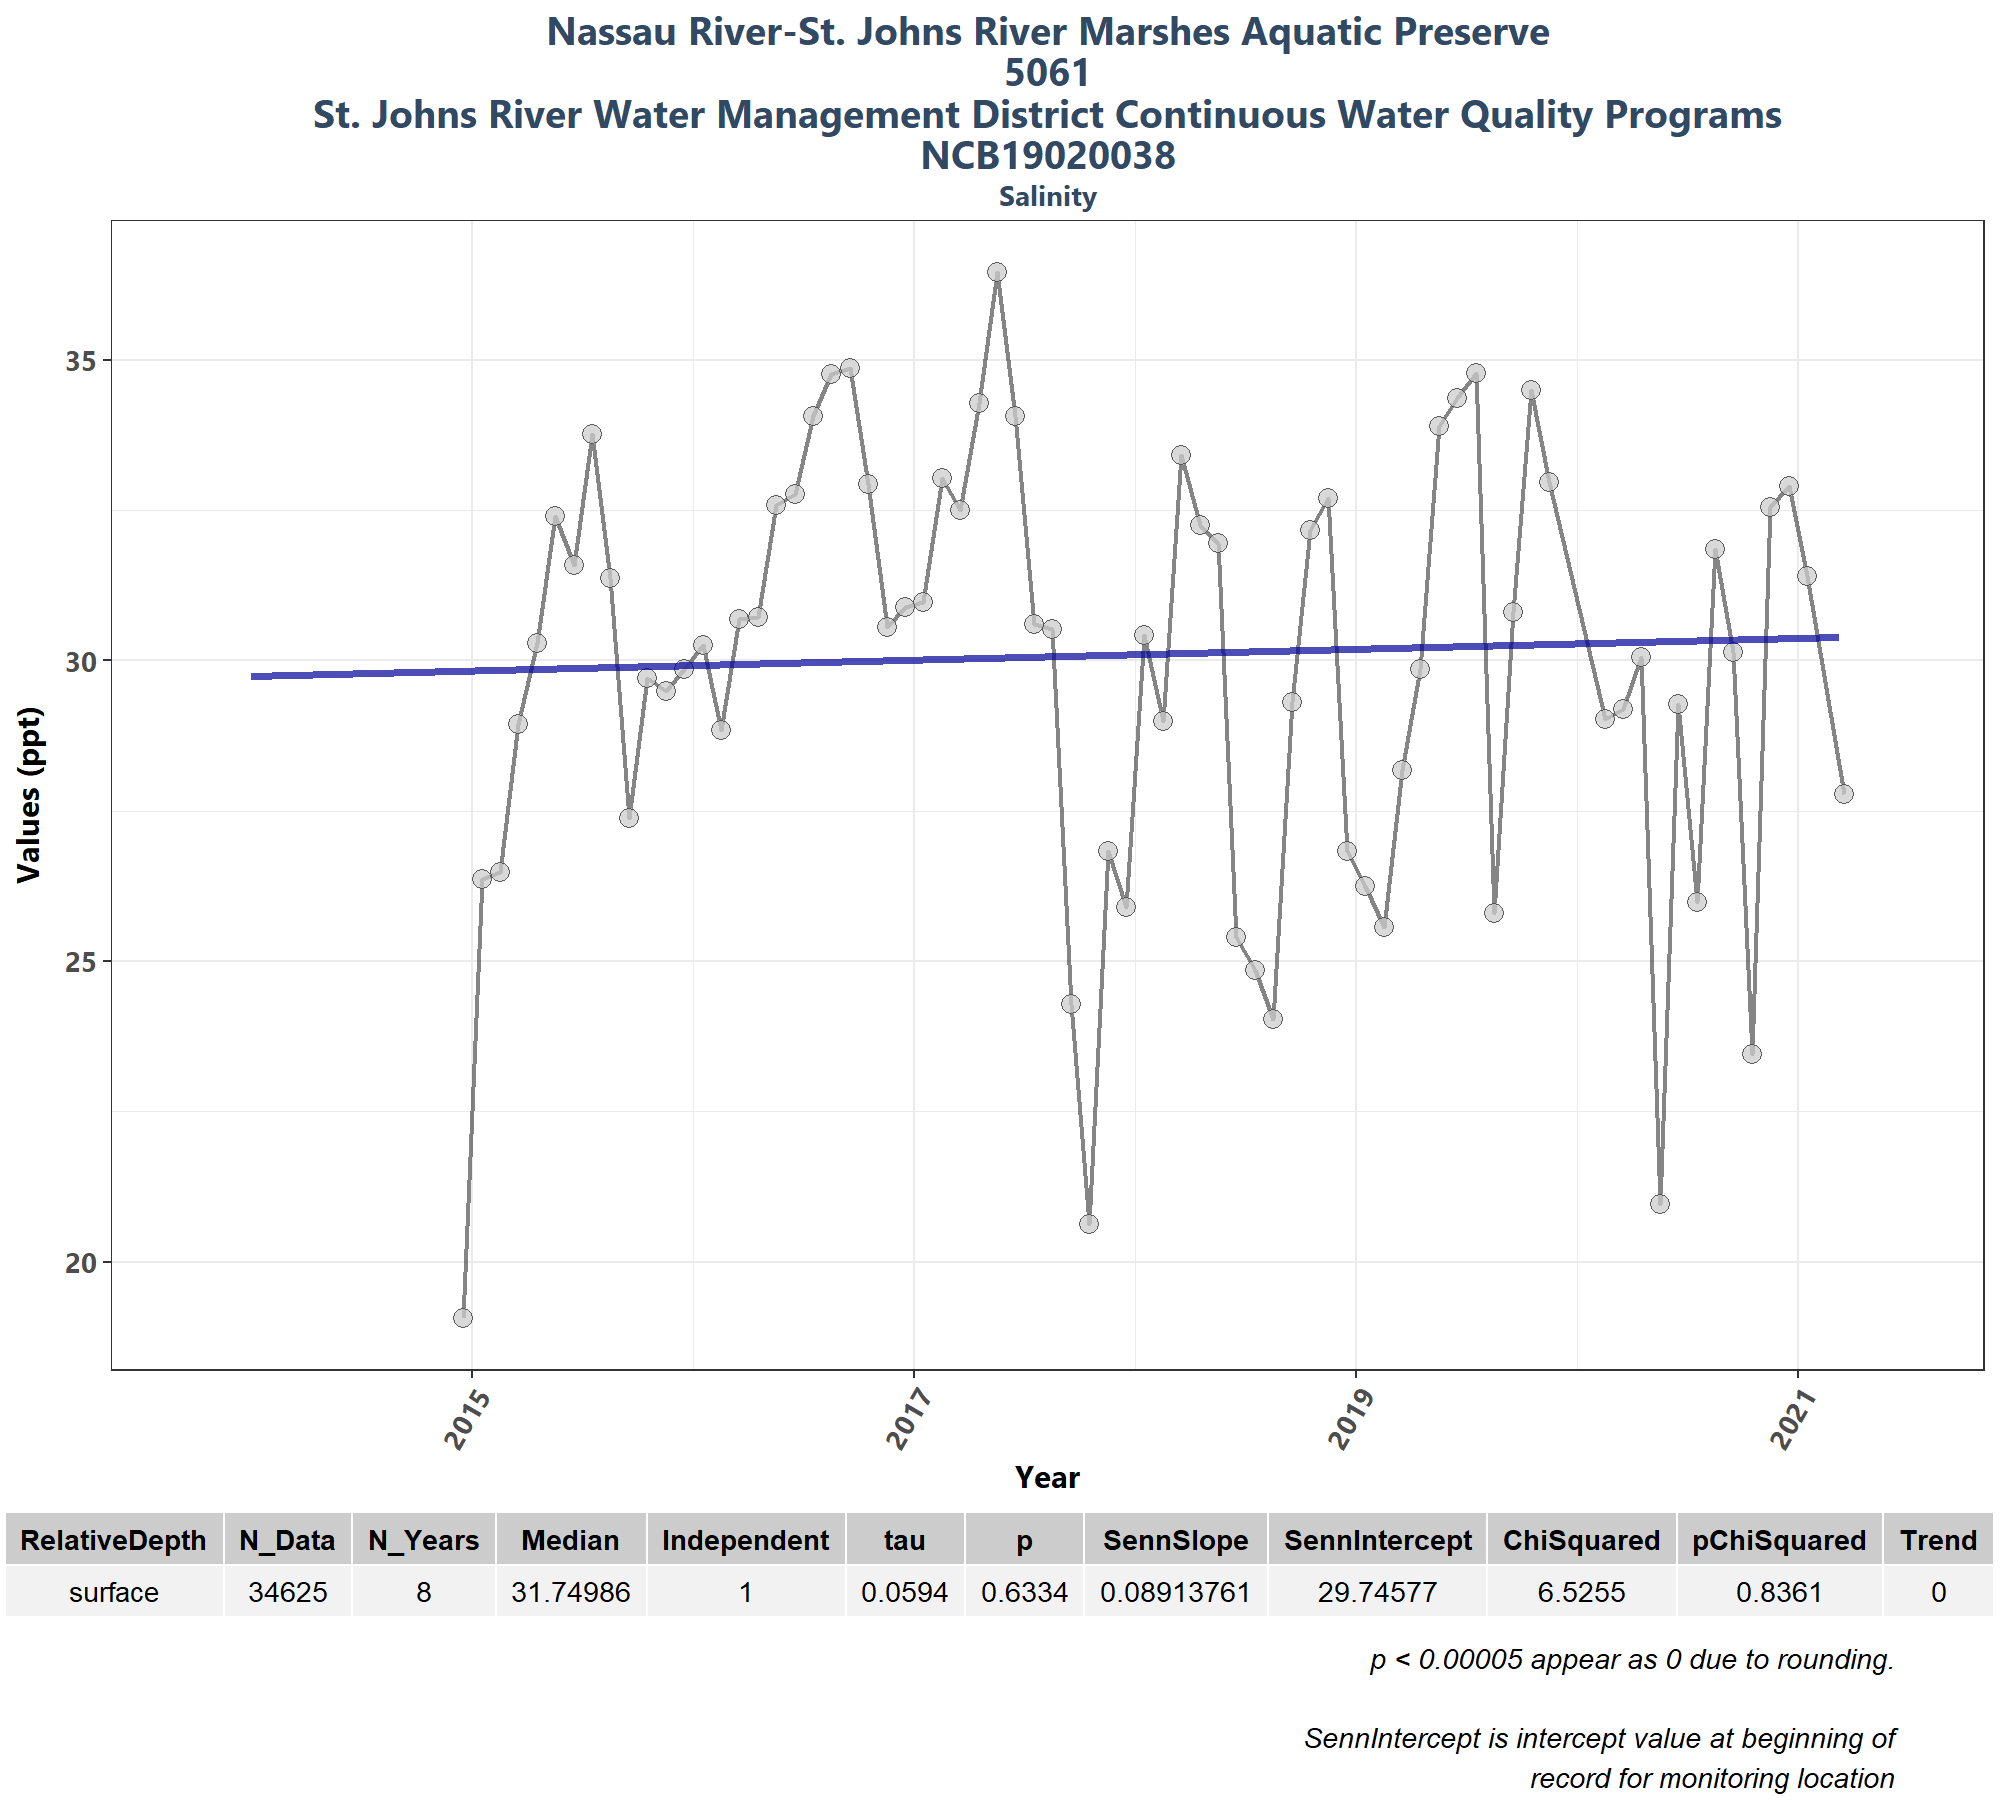 Nassau River-St. Johns River Marshes Aquatic Preserve
5061
St. Johns River Water Management District Continuous Water Quality Programs
NCB19020038
Salinity
35
30
25
20
Values (ppt)
2015 2017 2019 2021
Year
RelativeDepth N_Data N_Years Median Independent tau p SennSlope SennIntercept ChiSquared pChiSquared Trend
surface 34625 8 31.74986 1 0.0594 0.6334 0.08913761 29.74577 6.5255 0.8361 0
p < 0.00005 appear as 0 due to rounding.
SennIntercept is intercept value at beginning of
record for monitoring location